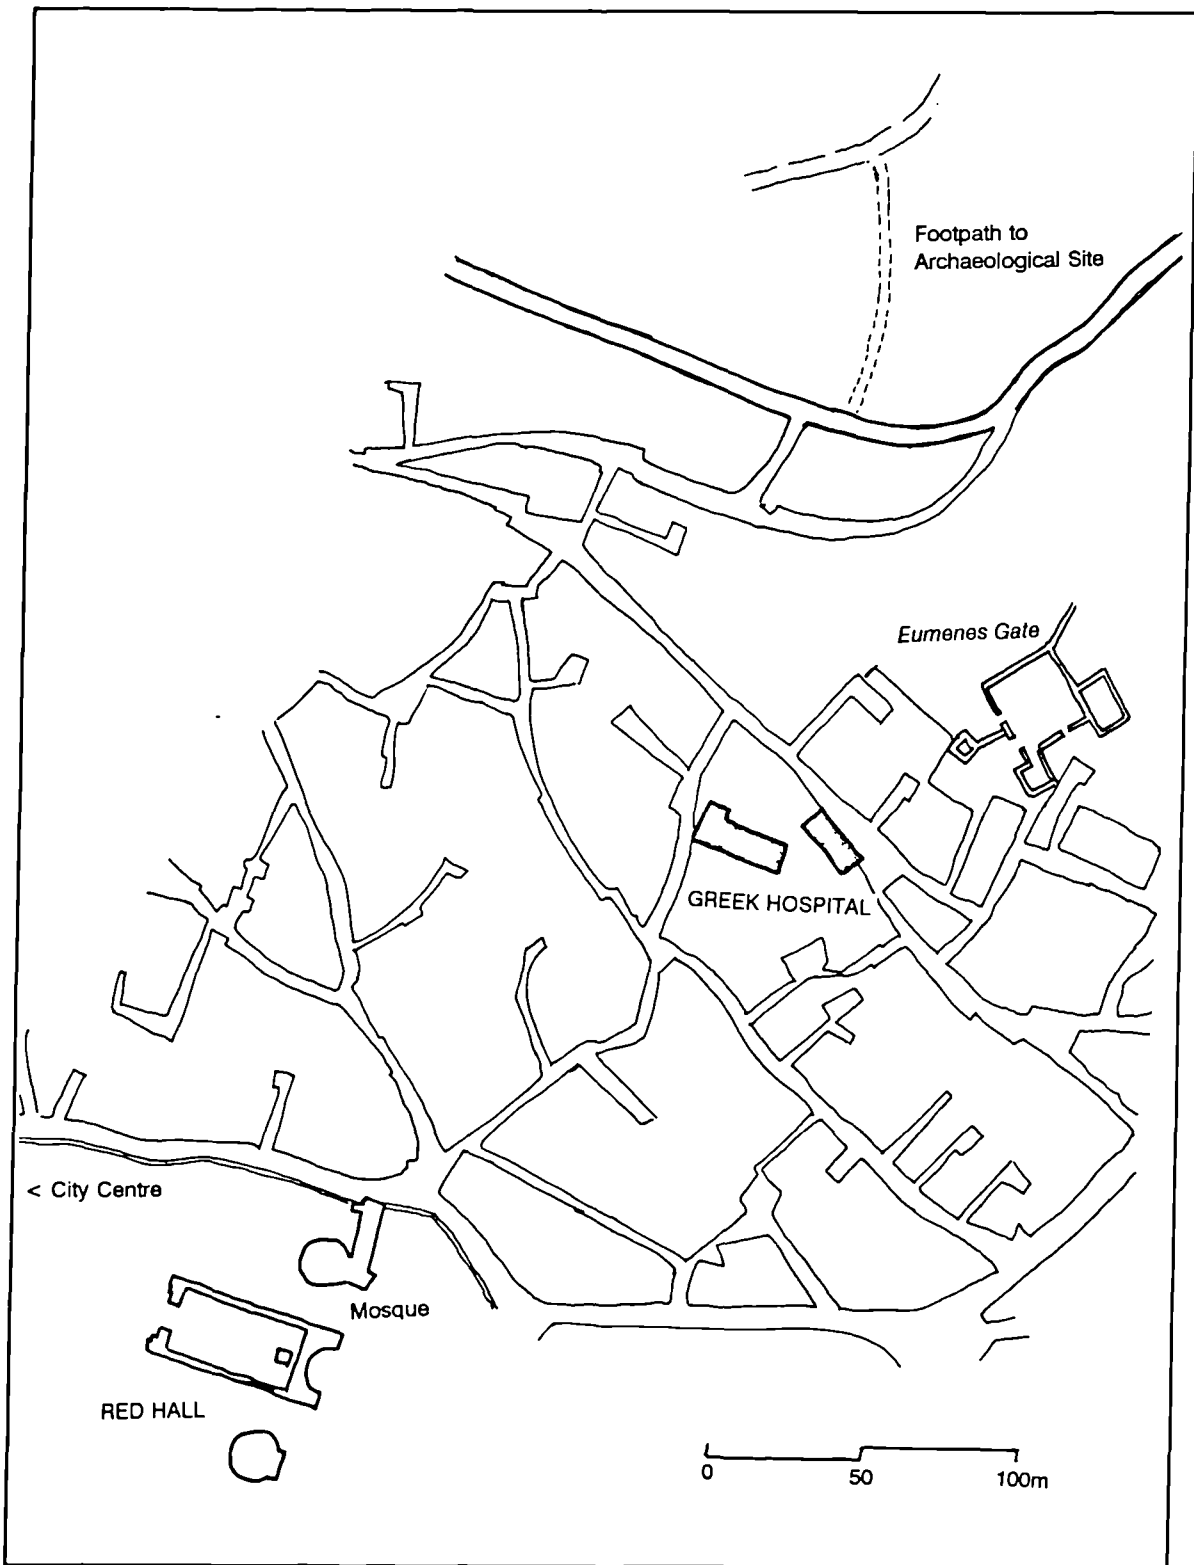 Footpath to
Archaeological Site
Eumenes Gate
GREEK HOSPITAL
< City Centre
Mosque
RED HALL
0 50 100m